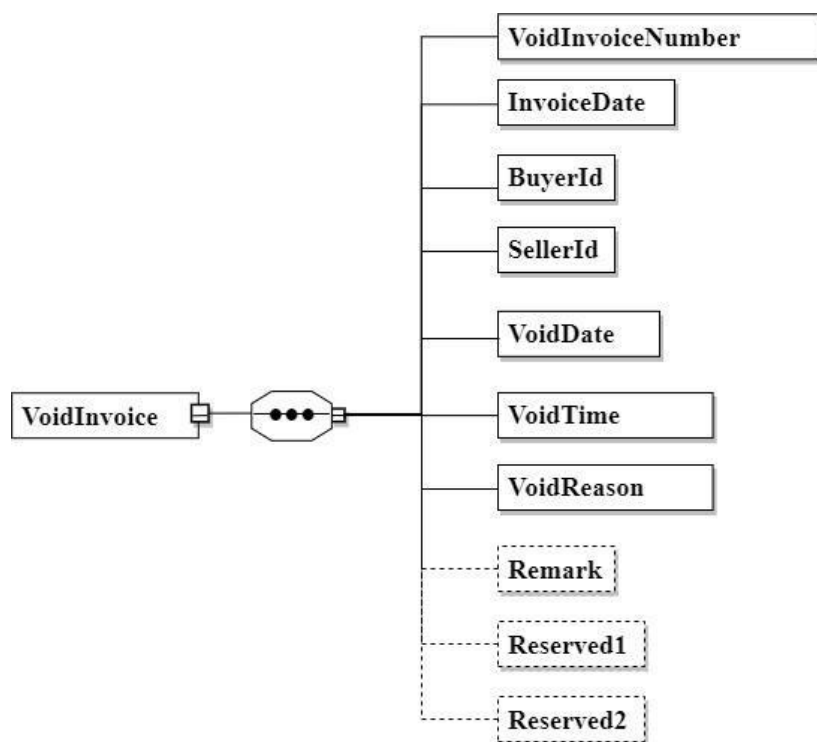 VoidInvoiceNumber
InvoiceDate
BuyerId
SellerId
VoidDate
VoidInvoice
VoidTime
VoidReason
Remark
Reserved1
Reserved2